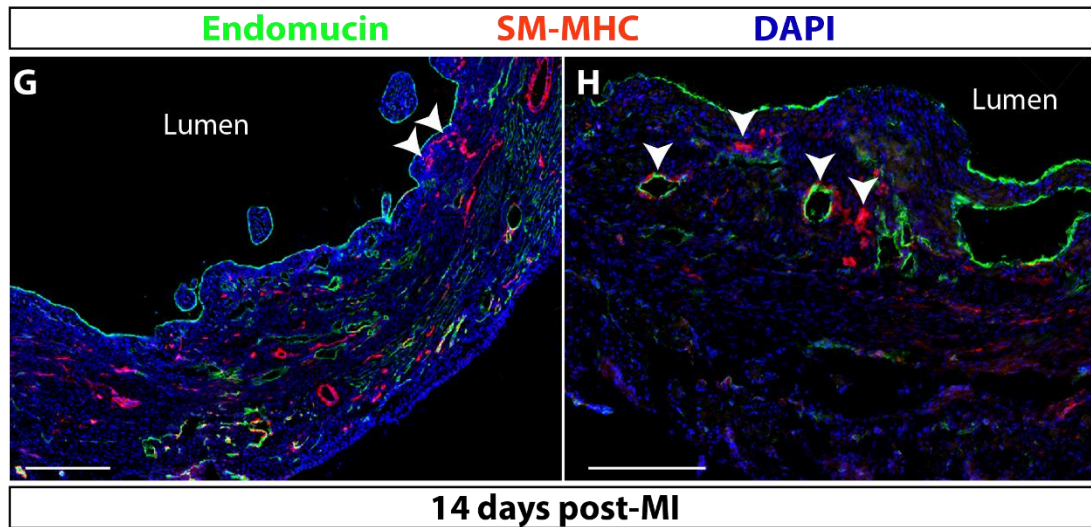 Endomucin SM-MHC DAPI
G
Lumen
H
Lumen
14 days post-MI